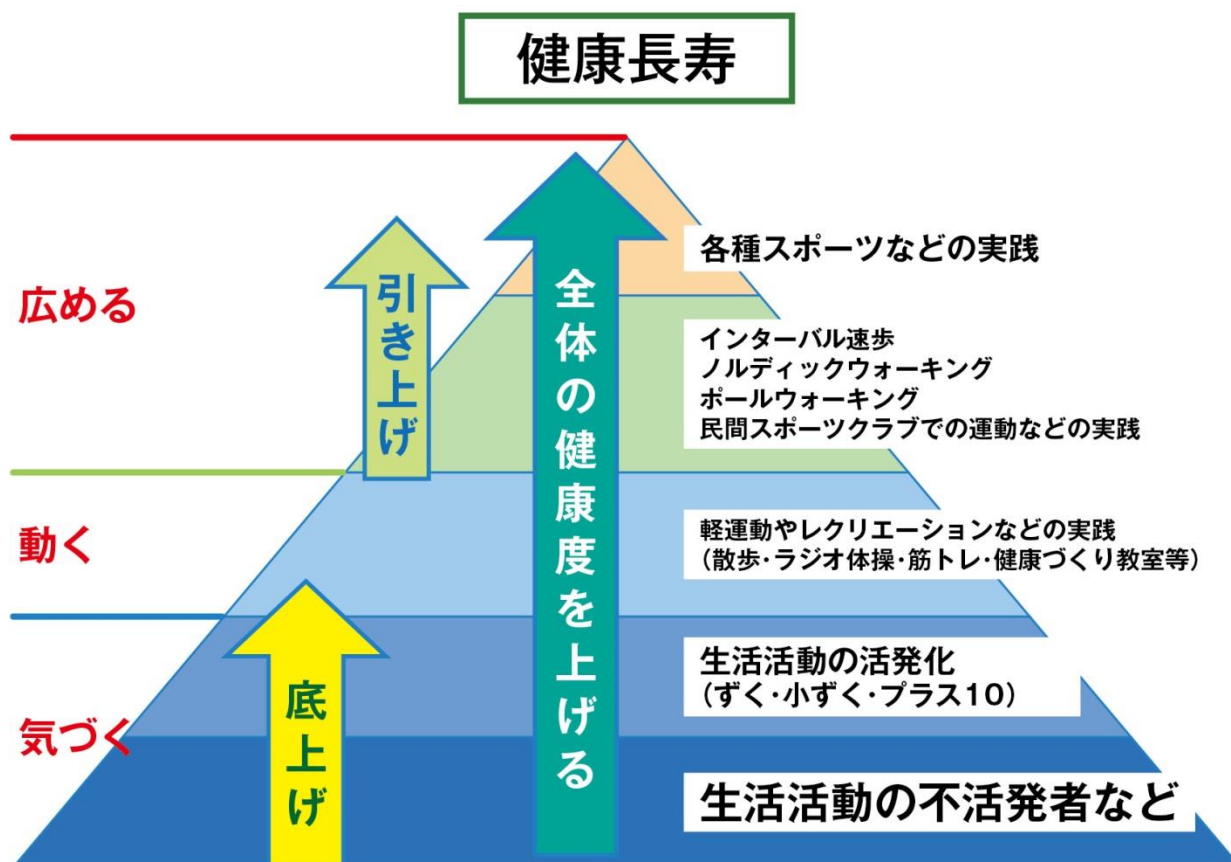 健康長寿
広める
動く
気づく
引き上げ
底上げ
全体の健康度を上げる
各種スポーツなどの実践
インターバル速歩
ノルディックウォーキング
ポールウォーキング
民間スポーツクラブでの運動などの実践
軽運動やレクリエーションなどの実践
（散歩・ラジオ体操・筋トレ・健康づくり教室等）
生活活動の活発化
（ずく・小ずく・プラス10）
生活活動の不活発者など